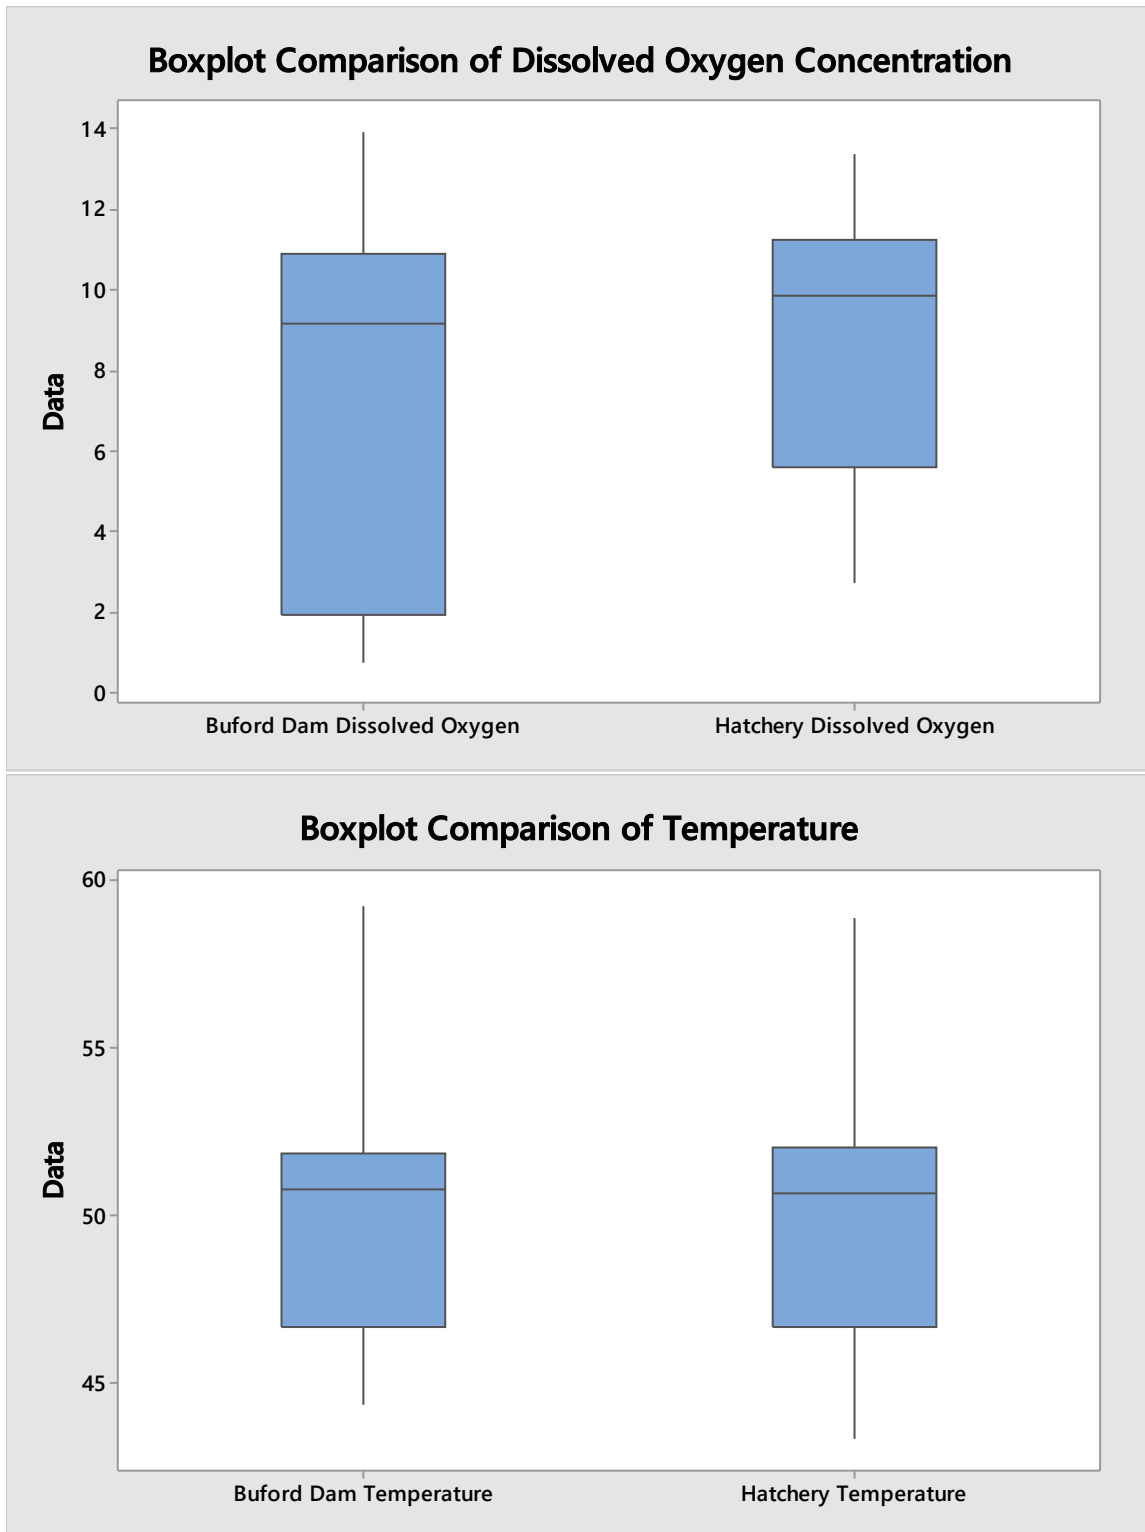 Boxplot Comparison of Dissolved Oxygen Concentration
14
12
10
8
6
4
2
0
Data
Buford Dam Dissolved Oxygen
Hatchery Dissolved Oxygen
Boxplot Comparison of Temperature
60
55
50
45
Data
Buford Dam Temperature
Hatchery Temperature